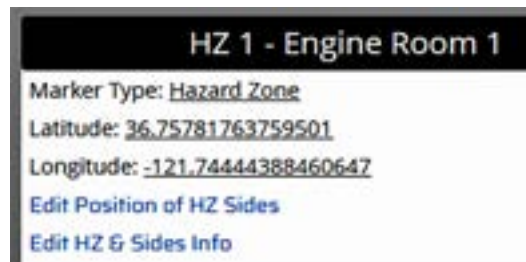 HZ 1 - Engine Room 1
Marker Type: Hazard Zone
Latitude: 36.75781763759501
Longitude: -121.74444388460647
Edit Position of HZ Sides
Edit HZ & Sides Info